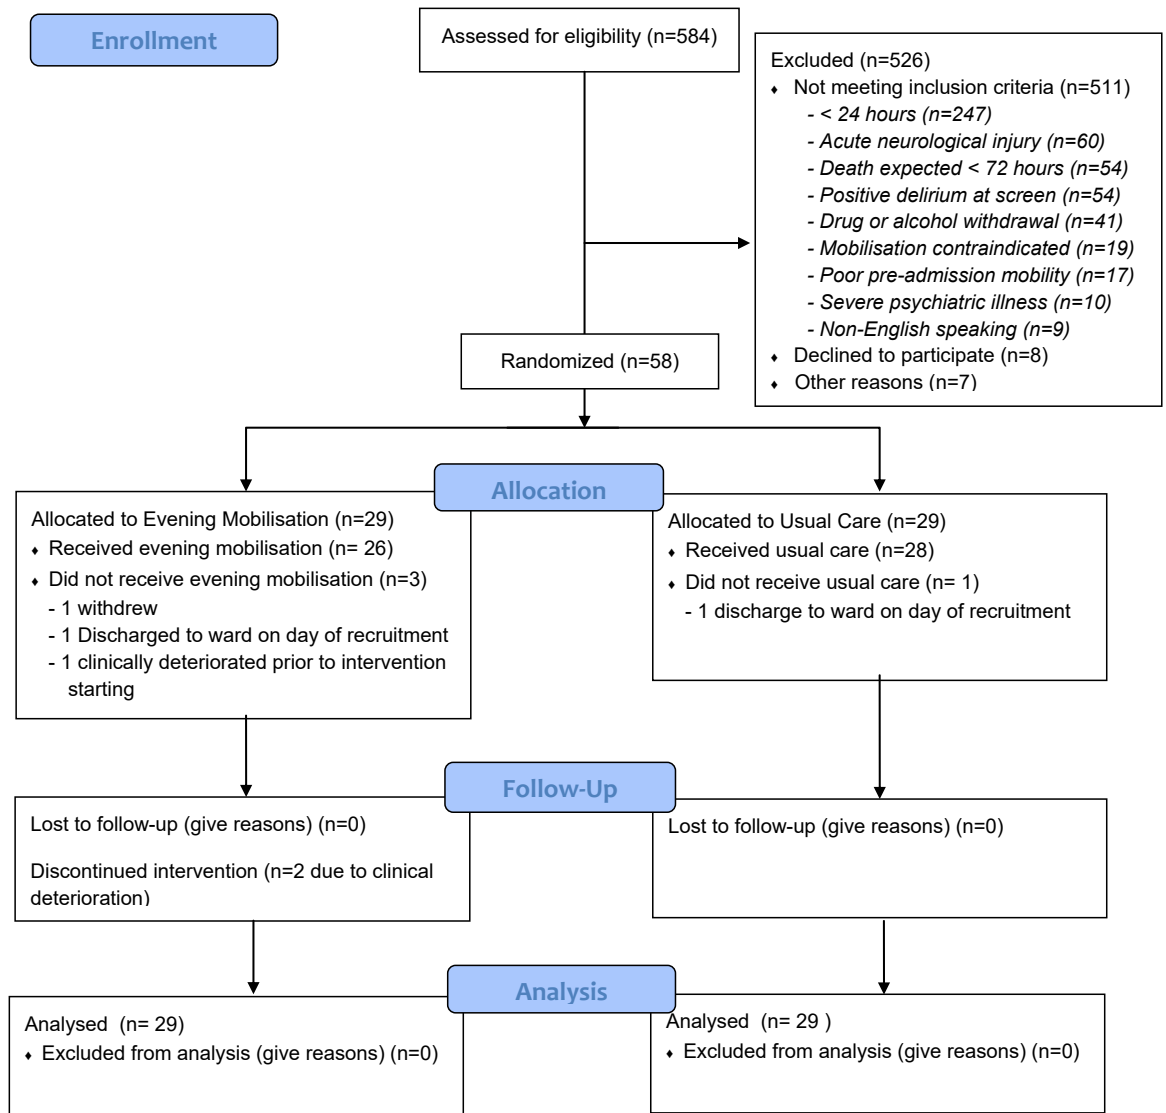 Enrollment
Assessed for eligibility (n=584)
Excluded (n=526)
♦ Not meeting inclusion criteria (n=511)
- < 24 hours (n=247)
- Acute neurological injury (n=60)
- Death expected < 72 hours (n=54)
- Positive delirium at screen (n=54)
- Drug or alcohol withdrawal (n=41)
- Mobilisation contraindicated (n=19)
- Poor pre-admission mobility (n=17)
- Severe psychiatric illness (n=10)
- Non-English speaking (n=9)
♦ Declined to participate (n=8)
♦ Other reasons (n=7)
Randomized (n=58)
Allocation
Allocated to Evening Mobilisation (n=29)
♦ Received evening mobilisation (n= 26)
♦ Did not receive evening mobilisation (n=3)
- 1 withdrew
- 1 Discharged to ward on day of recruitment
- 1 clinically deteriorated prior to intervention
starting
Allocated to Usual Care (n=29)
♦ Received usual care (n=28)
♦ Did not receive usual care (n= 1)
- 1 discharge to ward on day of recruitment
Follow-Up
Lost to follow-up (give reasons) (n=0)
Discontinued intervention (n=2 due to clinical
deterioration)
Lost to follow-up (give reasons) (n=0)
Analysis
Analysed (n= 29)
♦ Excluded from analysis (give reasons) (n=0)
Analysed (n= 29 )
♦ Excluded from analysis (give reasons) (n=0)